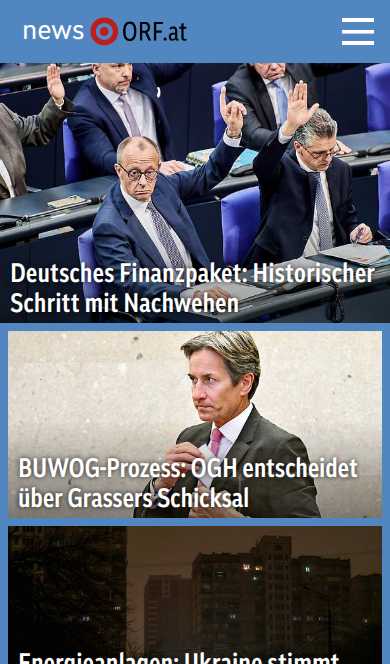 news ORF.at
Deutsches Finanzpaket: Historischer
Schritt mit Nachwehen
BUWOG-Prozess: OGH entscheidet
über Grassers Schicksal
Energieanlagen: Ukraine stimmt